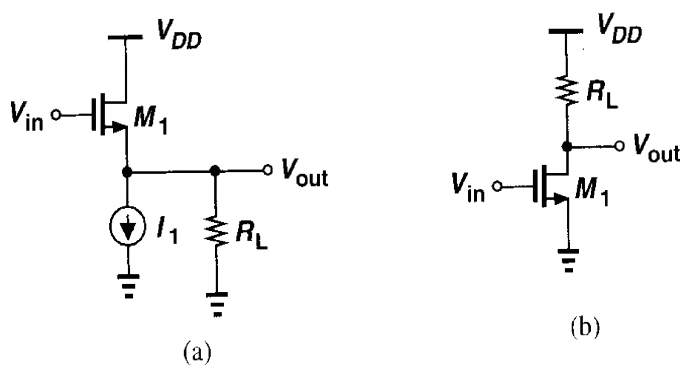 V_DD
V_in
M_1
V_out
I_1
R_L
(a)
V_DD
R_L
V_out
V_in
M_1
(b)